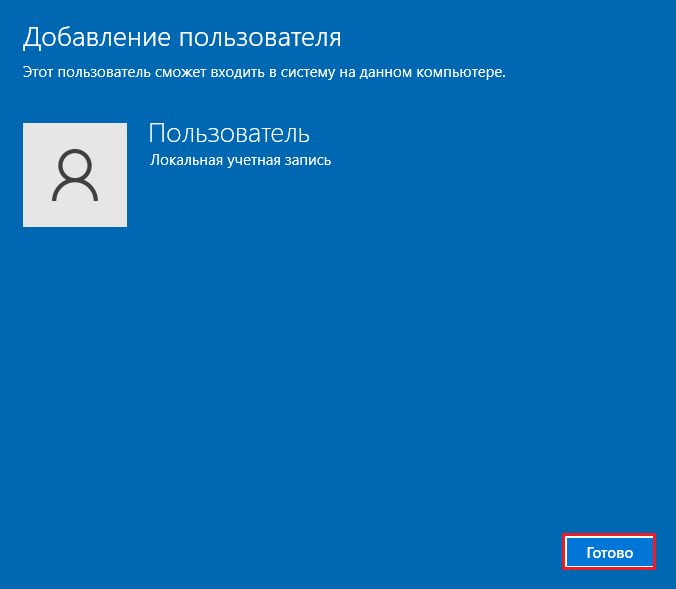 Добавление пользователя
Этот пользователь сможет входить в систему на данном компьютере.
Пользователь
Локальная учетная запись
Готово